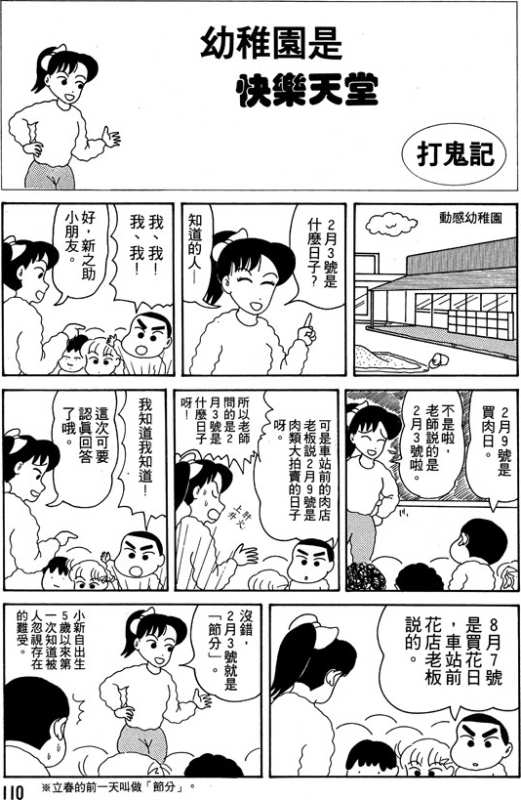 幼稚園是
快樂天堂
打鬼記
動感幼稚園
2月3號是
什麼日子?
知道的人—
我、我!
我、我!
好,新之助
小朋友。
2月9號是
買肉日。
不是啦,
老師說的是
2月3號啦。
可是車站前的肉店
老板說2月9號是
肉類大拍賣的日子
呀。
所以老師
問的是2
月3號是
什麼日子
呀!
我知道我知道!
這次可要
認真回答
了哦。
8月7號
是買花日
,車站前
花店老板
說的。
沒錯,
2月3號就是
「節分」。
小新自出生
5歲以來第
一次知道被
人忽視存在
的難受。
※立春的前一天叫做「節分」。
110